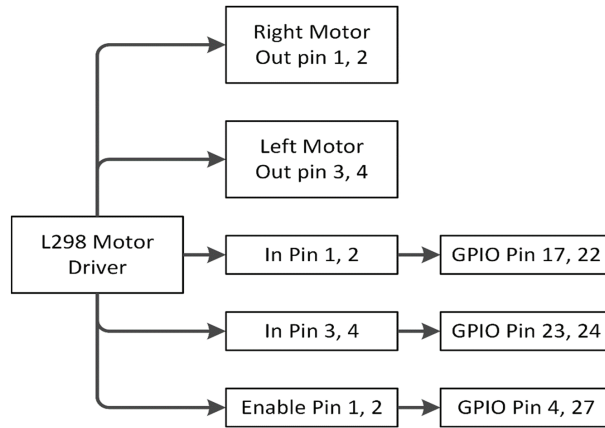 Right Motor
Out pin 1, 2
Left Motor
Out pin 3, 4
L298 Motor
Driver
In Pin 1, 2
GPIO Pin 17, 22
In Pin 3, 4
GPIO Pin 23, 24
Enable Pin 1, 2
GPIO Pin 4, 27